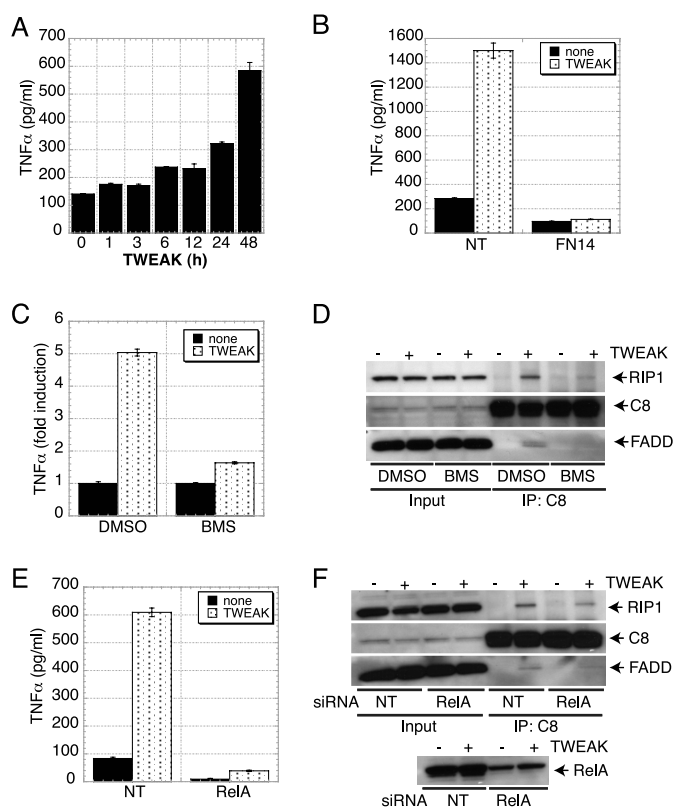 A
TNFα (pg/ml)
700
600
500
400
300
200
100
0
0 1 3 6 12 24 48
TWEAK (h)
B
TNFα (pg/ml)
1600
1400
1200
1000
800
600
400
200
0
none
TWEAK
NT FN14
C
TNFα (fold induction)
6
5
4
3
2
1
0
none
TWEAK
DMSO BMS
D
- + - + - + - + TWEAK
RIP1
C8
FADD
DMSO BMS DMSO BMS
Input IP: C8
E
TNFα (pg/ml)
700
600
500
400
300
200
100
0
none
TWEAK
NT RelA
F
- + - + - + - + TWEAK
RIP1
C8
FADD
siRNA NT RelA NT RelA
Input IP: C8
- + - + TWEAK
RelA
siRNA NT RelA